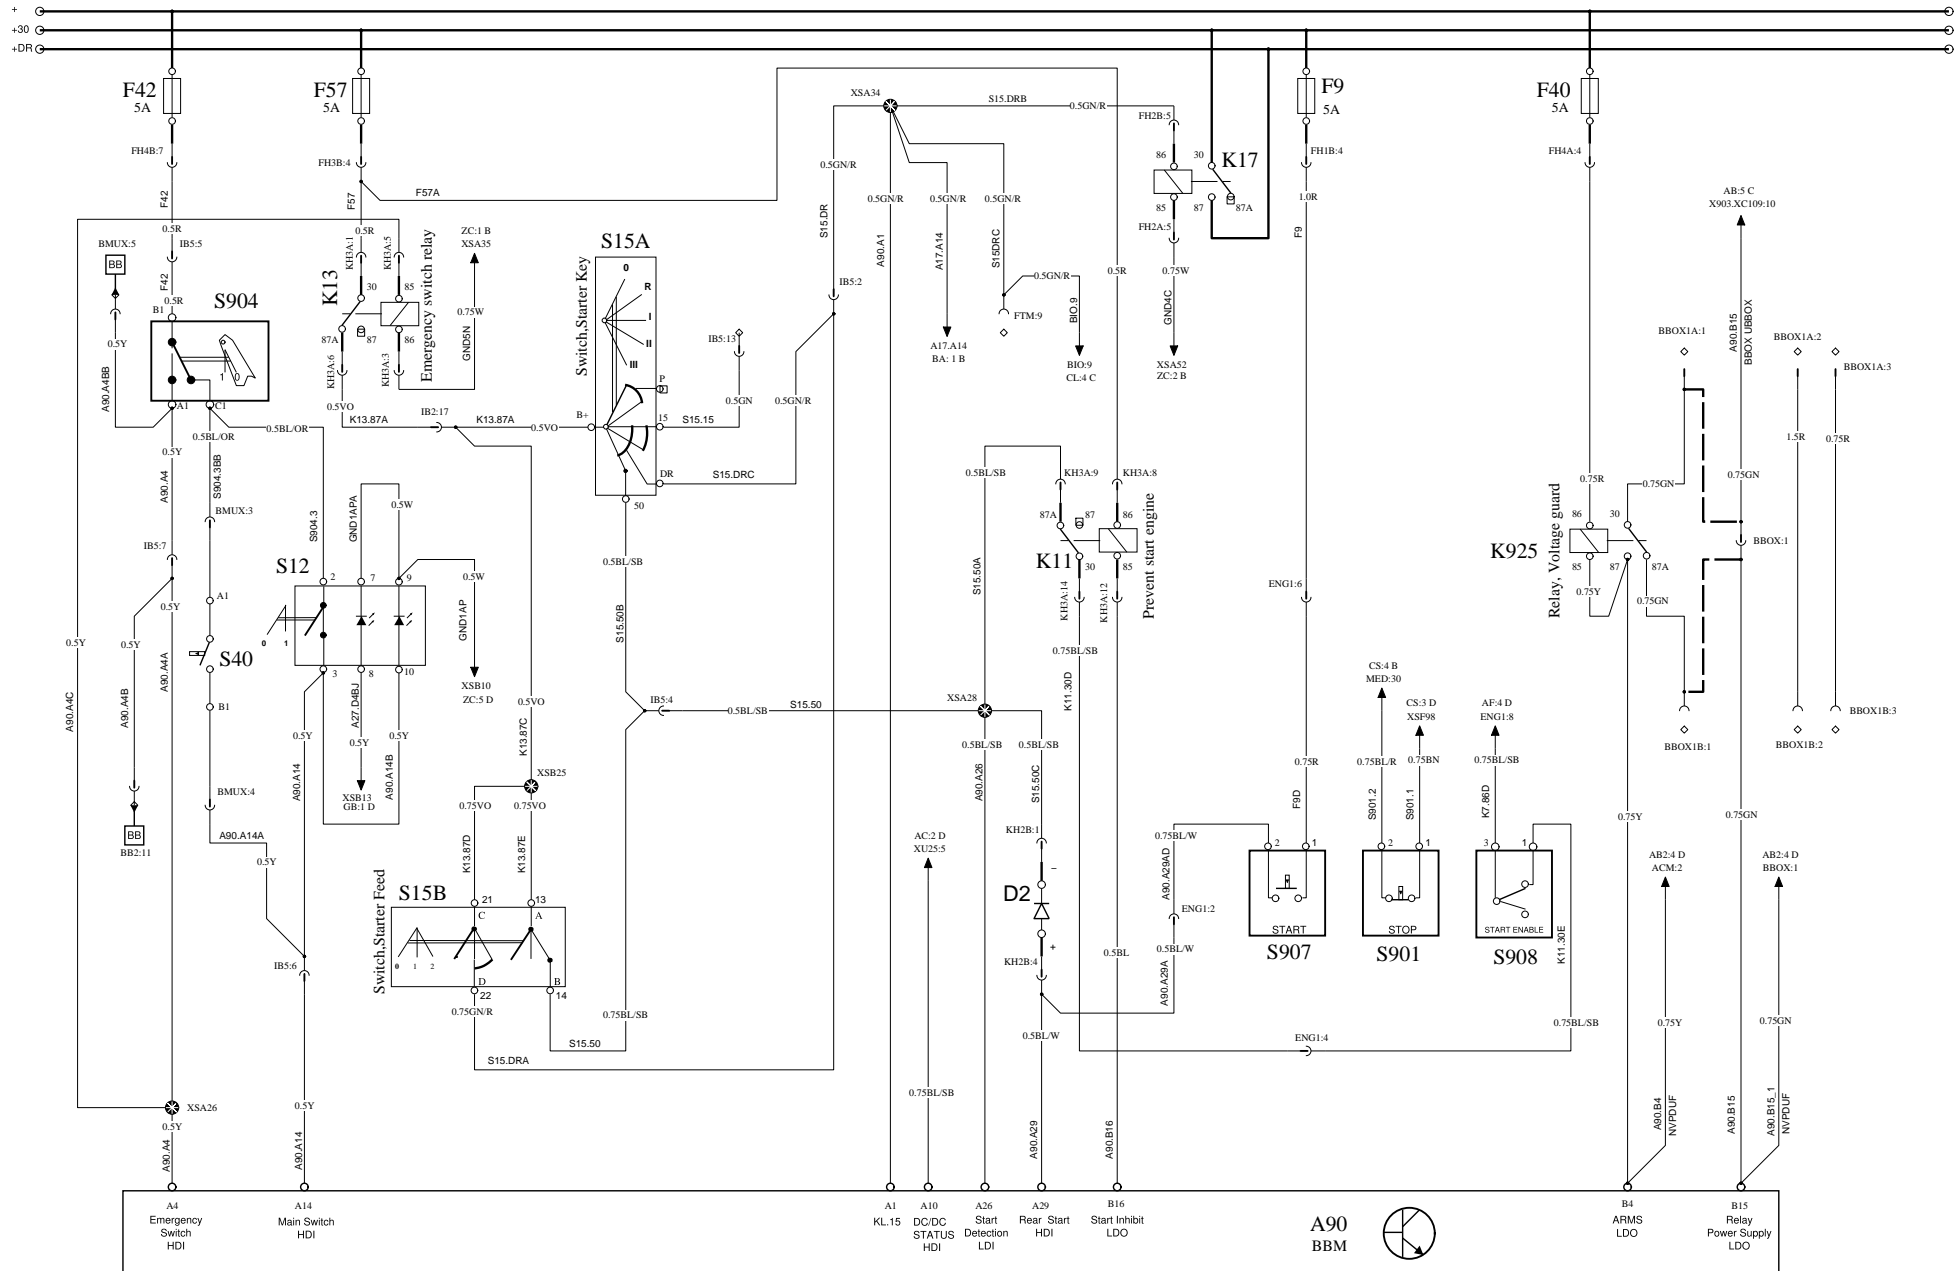 +
+30
+DR
F42
5A
F57
5A
F9
5A
F40
5A
XSA34
S15.DRB
0.5GN/R
FH2B:5
FH4B:7
FH3B:4
FH1B:4
FH4A:4
86
30
K17
85
87
87A
FH2A:5
F42
F57
F57A
0.5GN/R
0.5GN/R
0.5GN/R
0.5GN/R
1.0R
AB:5 C
X903.XC109:10
0.5R
0.5R
BMUX:5
IB5:5
BB
KH3A:1
KH3A:5
ZC:1 B
XSA35
S15A
S15.DR
A90.A1
A17.A14
S15DRC
F9
F42
0.5R
B1
S904
K13
30
85
Emergency switch relay
0.75W
GND5N
Switch,Starter Key
0
R
I
II
III
IB5:2
0.5GN/R
BIO.9
FTM:9
0.5R
0.75W
GND4C
0.5Y
A90.A4BB
1 0
87A
87
86
KH3A:6
KH3A:3
IB5:13
A17.A14
BA: 1 B
BIO:9
CL:4 C
XSA52
ZC:2 B
A90.B15
BBOX UBBOX
BBOX1A:1
BBOX1A:2
BBOX1A:3
A1
C1
0.5VO
K13.87A
IB2:17
K13.87A
0.5VO
B+
P
15
S15.15
0.5GN
0.5GN/R
DR
S15.DRC
50
0.5BL/OR
0.5BL/OR
0.5Y
A90.A4
S904.3BB
BMUX:3
S904.3
GND1APA
0.5W
0.5BL/SB
KH3A:9
KH3A:8
1.5R
0.75R
0.75R
0.75GN
0.75GN
IB5:7
S12
2
7
9
0.5W
GND1AP
0.5BL/SB
S15.50B
S15.50A
87A
87
86
K11
30
85
KH3A:14
KH3A:12
Prevent start engine
ENG1:6
Relay, Voltage guard
K925
86
30
85
87
87A
0.75Y
0.75GN
BBOX:1
0.5Y
A1
0.5Y
0.5Y
A90.A4C
A90.A4B
A90.A4A
S40
B1
0 1
3
8
10
XSB10
ZC:5 D
0.75BL/SB
K11.30D
A27.D4BJ
0.5Y
0.5Y
0.5Y
A90.A14
A90.A14B
XSB13
GB:1 D
0.5VO
K13.87C
IB5:4
0.5BL/SB
S15.50
XSA28
0.5BL/SB
0.5BL/SB
A90.A26
S15.50C
CS:4 B
MED:30
CS:3 D
XSF98
AF:4 D
ENG1:8
BBOX1B:1
BBOX1B:2
BBOX1B:3
0.75R
F9D
0.75BL/R
S901.2
0.75BN
S901.1
0.75BL/SB
K7.86D
BMUX:4
BB
BB2:11
A90.A14A
0.5Y
XSB25
0.75VO
0.75VO
K13.87D
K13.87E
KH2B:1
AC:2 D
XU25:5
0.75BL/W
A90.A29AD
2
1
2
1
3
1
0.75Y
0.75GN
AB2:4 D
ACM:2
AB2:4 D
BBOX:1
Switch,Starter Feed
S15B
21
13
C
A
0 1 2
D
B
22
14
−
D2
+
KH2B:4
ENG1:2
0.5BL/W
A90.A29A
0.5BL
START
S907
STOP
S901
START ENABLE
S908
K11.30E
IB5:6
0.75GN/R
0.75BL/SB
S15.50
S15.DRA
0.5BL/W
ENG1:4
0.75BL/SB
0.75Y
0.75GN
XSA26
0.5Y
0.5Y
0.75BL/SB
A90.A4
A90.A14
A90.A29
A90.B16
A90.B4
NVPDUF
A90.B15
A90.B15_1
NVPDUF
A4
Emergency
Switch
HDI
A14
Main Switch
HDI
A1
KL.15
A10
DC/DC
STATUS
HDI
A26
Start
Detection
LDI
A29
Rear Start
HDI
B16
Start Inhibit
LDO
A90
BBM
B4
ARMS
LDO
B15
Relay
Power Supply
LDO